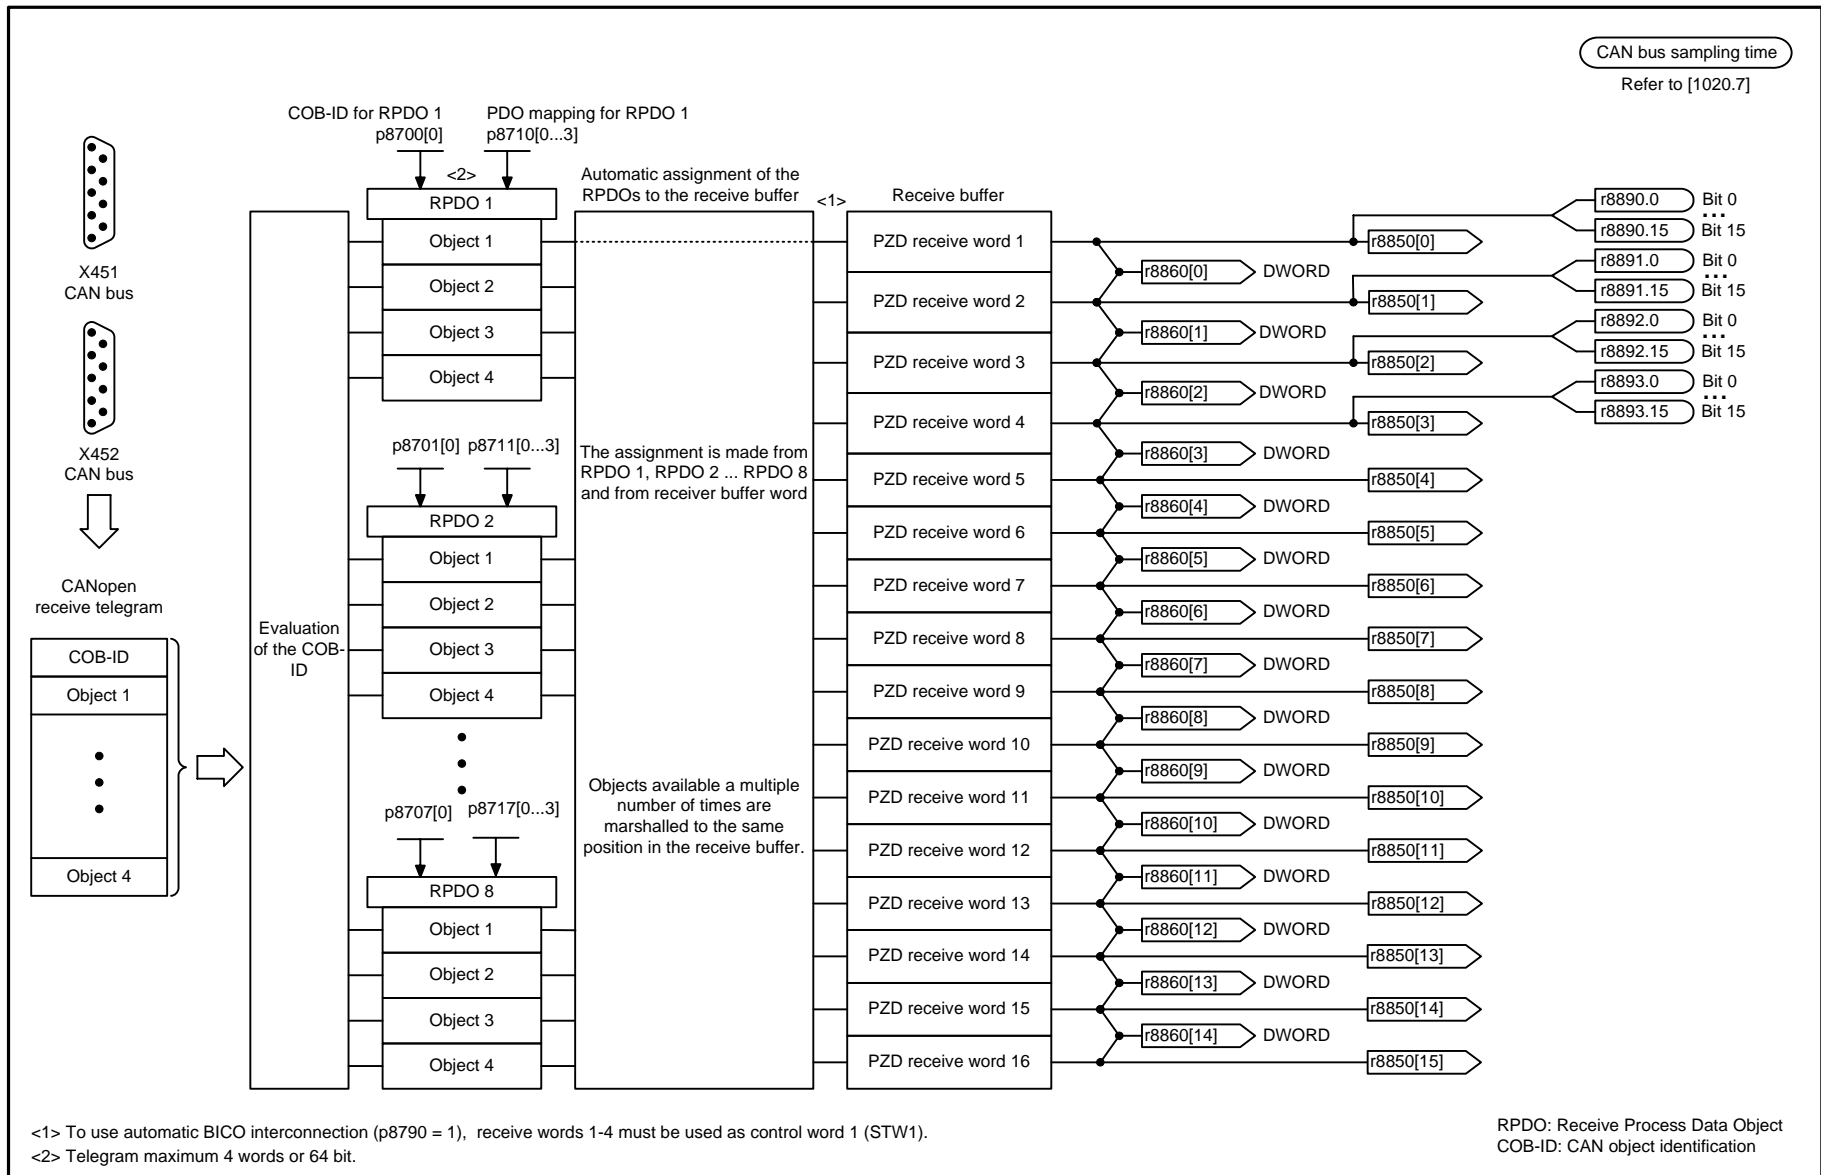 CAN bus sampling time
Refer to [1020.7]
X451
CAN bus
X452
CAN bus
CANopen
receive telegram
COB-ID
Object 1
Object 4
Evaluation
of the COB-
ID
COB-ID for RPDO 1
p8700[0]
PDO mapping for RPDO 1
p8710[0...3]
<2>
RPDO 1
Object 1
Object 2
Object 3
Object 4
p8701[0]
p8711[0...3]
RPDO 2
Object 1
Object 2
Object 3
Object 4
p8707[0]
p8717[0...3]
RPDO 8
Object 1
Object 2
Object 3
Object 4
Automatic assignment of the
RPDOs to the receive buffer
The assignment is made from
RPDO 1, RPDO 2 ... RPDO 8
and from receiver buffer word
Objects available a multiple
number of times are
marshalled to the same
position in the receive buffer.
<1>
Receive buffer
PZD receive word 1
PZD receive word 2
PZD receive word 3
PZD receive word 4
PZD receive word 5
PZD receive word 6
PZD receive word 7
PZD receive word 8
PZD receive word 9
PZD receive word 10
PZD receive word 11
PZD receive word 12
PZD receive word 13
PZD receive word 14
PZD receive word 15
PZD receive word 16
r8860[0] DWORD
r8860[1] DWORD
r8860[2] DWORD
r8860[3] DWORD
r8860[4] DWORD
r8860[5] DWORD
r8860[6] DWORD
r8860[7] DWORD
r8860[8] DWORD
r8860[9] DWORD
r8860[10] DWORD
r8860[11] DWORD
r8860[12] DWORD
r8860[13] DWORD
r8860[14] DWORD
r8850[0]
r8850[1]
r8850[2]
r8850[3]
r8850[4]
r8850[5]
r8850[6]
r8850[7]
r8850[8]
r8850[9]
r8850[10]
r8850[11]
r8850[12]
r8850[13]
r8850[14]
r8850[15]
r8890.0 Bit 0
...
r8890.15 Bit 15
r8891.0 Bit 0
...
r8891.15 Bit 15
r8892.0 Bit 0
...
r8892.15 Bit 15
r8893.0 Bit 0
...
r8893.15 Bit 15
<1> To use automatic BICO interconnection (p8790 = 1), receive words 1-4 must be used as control word 1 (STW1).
<2> Telegram maximum 4 words or 64 bit.
RPDO: Receive Process Data Object
COB-ID: CAN object identification